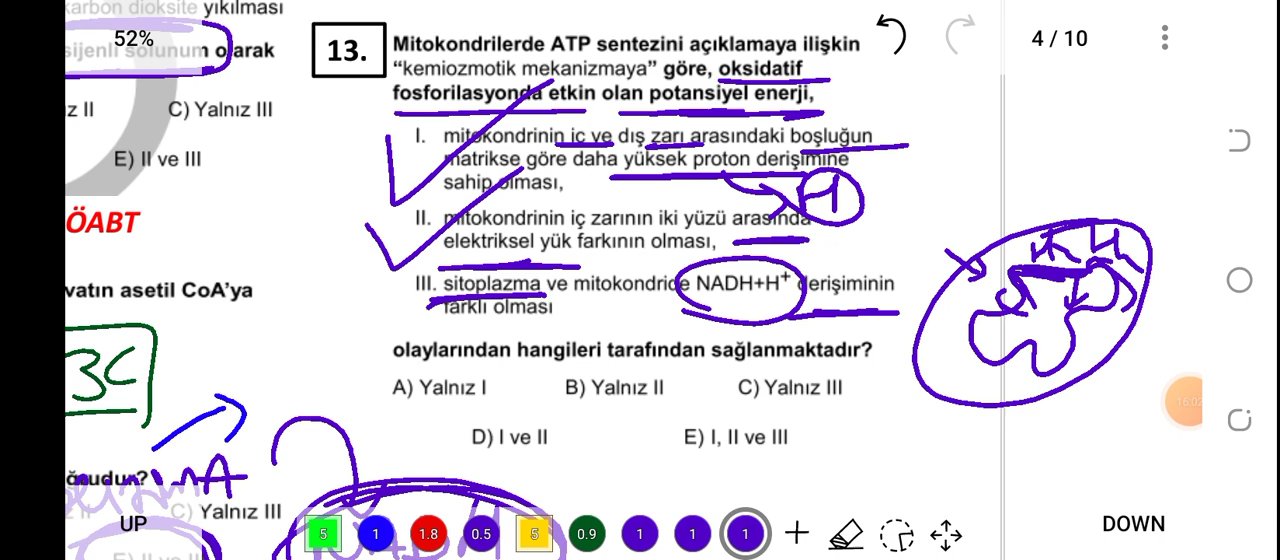 karbon dioksite yıkılması
52%
sijenli solunum olarak
z II
C) Yalnız III
E) II ve III
ÖABT
vatın asetil CoA'ya
3C
ğrudur?
C) Yalnız III
UP
13.
Mitokondrilerde ATP sentezini açıklamaya ilişkin
“kemiozmotik mekanizmaya” göre, oksidatif
fosforilasyonda etkin olan potansiyel enerji,
I. mitokondrinin iç ve dış zarı arasındaki boşluğun
matrikse göre daha yüksek proton derişimine
sahip olması,
II. mitokondrinin iç zarının iki yüzü arasında
elektriksel yük farkının olması,
III. sitoplazma ve mitokondride NADH+H⁺ derişiminin
farklı olması
olaylarından hangileri tarafından sağlanmaktadır?
A) Yalnız I
B) Yalnız II
C) Yalnız III
D) I ve II
E) I, II ve III
5
1
1.8
0.5
5
0.9
1
1
1
4 / 10
16:02
DOWN